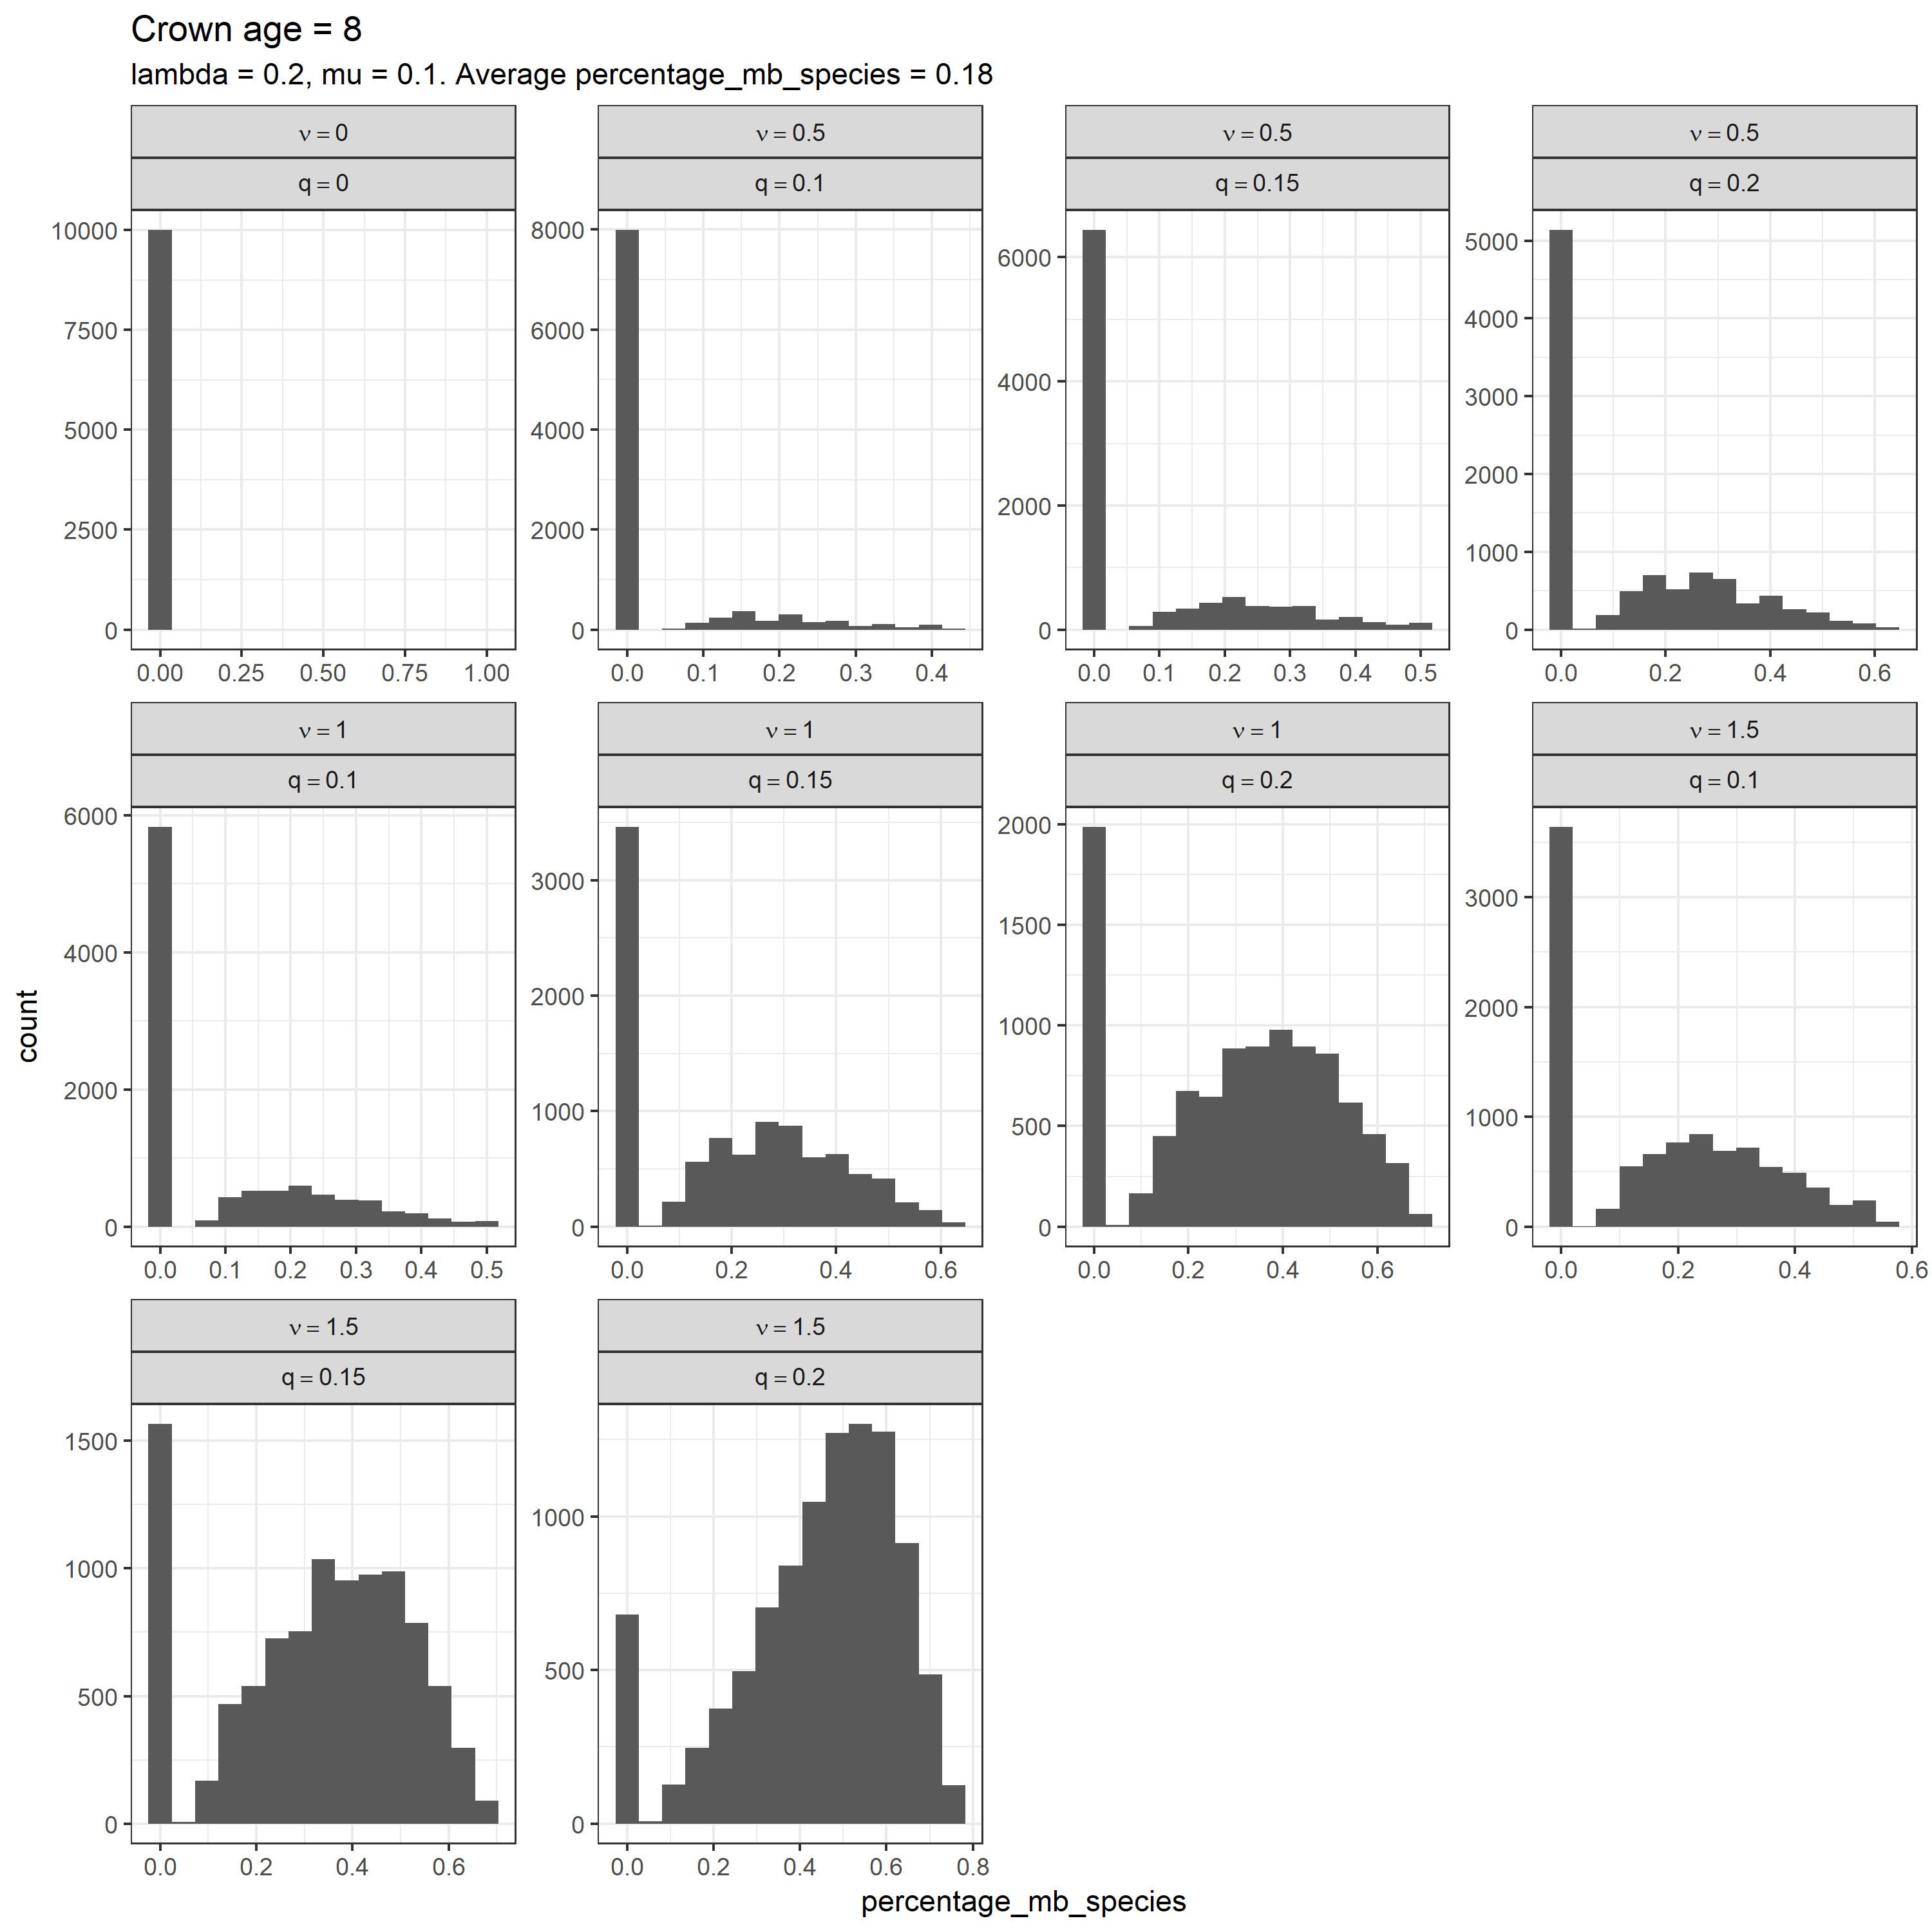 Crown age = 8
lambda = 0.2, mu = 0.1. Average percentage_mb_species = 0.18
ν = 0
q = 0
10000
7500
5000
2500
0
0.00 0.25 0.50 0.75 1.00
ν = 0.5
q = 0.1
8000
6000
4000
2000
0
0.0 0.1 0.2 0.3 0.4
ν = 0.5
q = 0.15
6000
4000
2000
0
0.0 0.1 0.2 0.3 0.4 0.5
ν = 0.5
q = 0.2
5000
4000
3000
2000
1000
0
0.0 0.2 0.4 0.6
ν = 1
q = 0.1
6000
4000
2000
0
0.0 0.1 0.2 0.3 0.4 0.5
ν = 1
q = 0.15
3000
2000
1000
0
0.0 0.2 0.4 0.6
ν = 1
q = 0.2
2000
1500
1000
500
0
0.0 0.2 0.4 0.6
ν = 1.5
q = 0.1
3000
2000
1000
0
0.0 0.2 0.4 0.6
ν = 1.5
q = 0.15
1500
1000
500
0
0.0 0.2 0.4 0.6
ν = 1.5
q = 0.2
1000
500
0
0.0 0.2 0.4 0.6 0.8
count
percentage_mb_species